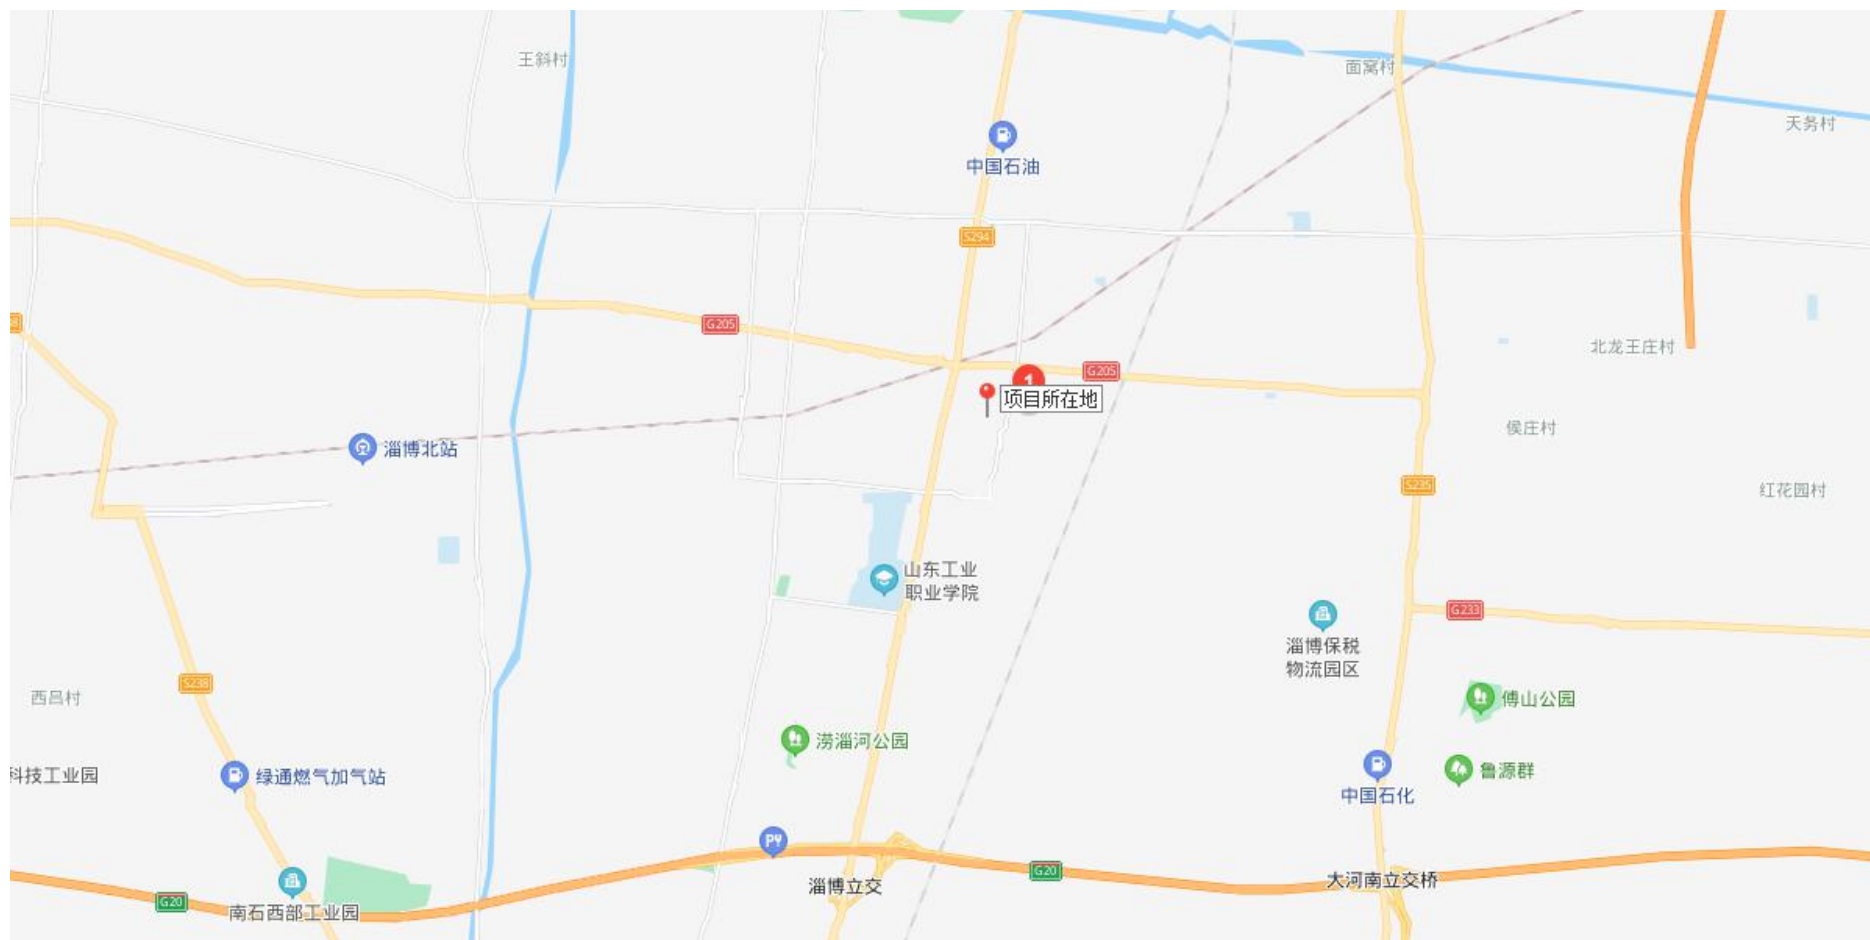 王斜村
面窝村
天务村
中国石油
S294
G205
北龙王庄村
1
G205
项目所在地
侯庄村
淄博北站
S235
红花园村
山东工业
职业学院
G233
淄博保税
物流园区
S238
西吕村
傅山公园
涝淄河公园
科技工业园
绿通燃气加气站
鲁源群
中国石化
P
淄博立交
G20
大河南立交桥
G20
南石西部工业园